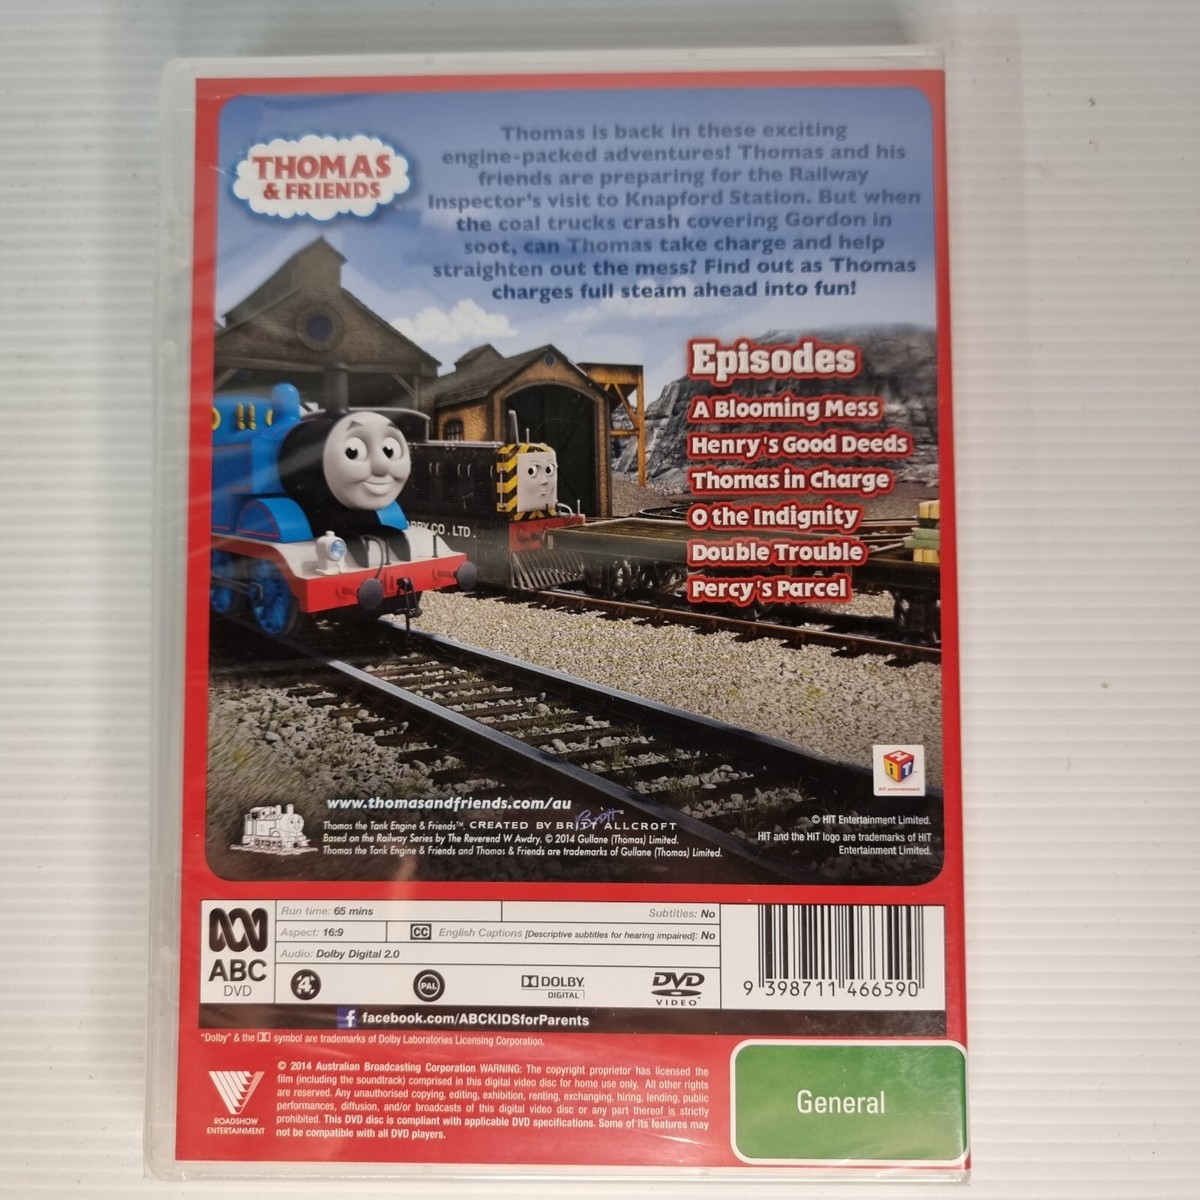 THOMAS
& FRIENDS
Thomas is back in these exciting
engine-packed adventures! Thomas and his
friends are preparing for the Railway
Inspector's visit to Knapford Station. But when
the coal trucks crash covering Gordon in
soot, can Thomas take charge and help
straighten out the mess? Find out as Thomas
charges full steam ahead into fun!
Episodes
A Blooming Mess
Henry's Good Deeds
Thomas in Charge
O the Indignity
Double Trouble
Percy's Parcel
CO. LTD.
HiT
HIT entertainment
www.thomasandfriends.com/au
Thomas the Tank Engine & Friends™, CREATED BY BRITT ALLCROFT
Based on the Railway Series by The Reverend W Awdry. © 2014 Gullane (Thomas) Limited.
Thomas the Tank Engine & Friends and Thomas & Friends are trademarks of Gullane (Thomas) Limited.
© HIT Entertainment Limited.
HIT and the HIT logo are trademarks of HIT
Entertainment Limited.
ABC
DVD
Run time: 65 mins
Subtitles: No
Aspect: 16:9
CC English Captions [Descriptive subtitles for hearing impaired]: No
Audio: Dolby Digital 2.0
4
PAL
DOLBY
DIGITAL
DVD
VIDEO
9 398711 466590
f facebook.com/ABCKIDSforParents
"Dolby" & the DD symbol are trademarks of Dolby Laboratories Licensing Corporation.
ROADSHOW
ENTERTAINMENT
© 2014 Australian Broadcasting Corporation WARNING: The copyright proprietor has licensed the
film (including the soundtrack) comprised in this digital video disc for home use only. All other rights
are reserved. Any unauthorised copying, editing, exhibition, renting, exchanging, hiring, lending, public
performances, diffusion, and/or broadcasts of this digital video disc or any part thereof is strictly
prohibited. This DVD disc is compliant with applicable DVD specifications. Some of its features may
not be compatible with all DVD players.
General